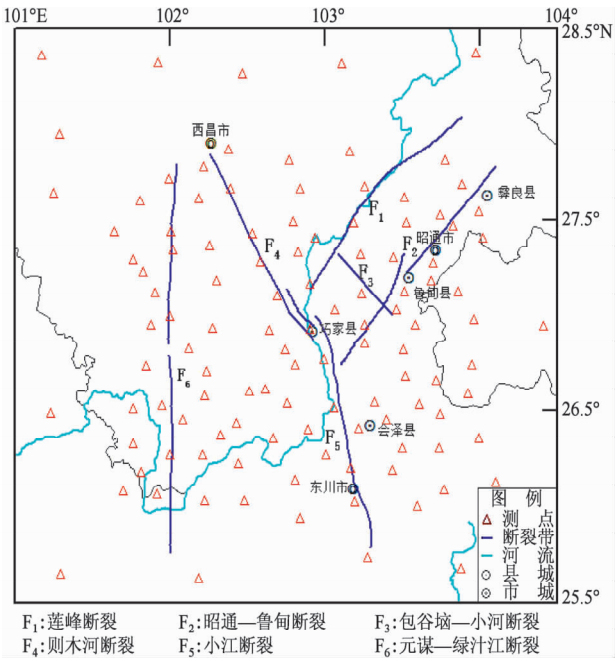 101°E 102° 103° 104°
28.5°N
西昌市
彝良县
F₁
27.5°
昭通市
F₂
F₄
F₃
鲁甸县
巧家县
F₆
26.5°
会泽县
F₅
东川市
图 例
测 点
断裂带
河 流
县 城
市 城
25.5°
F₁:莲峰断裂 F₂:昭通—鲁甸断裂 F₃:包谷垴—小河断裂
F₄:则木河断裂 F₅:小江断裂 F₆:元谋—绿汁江断裂